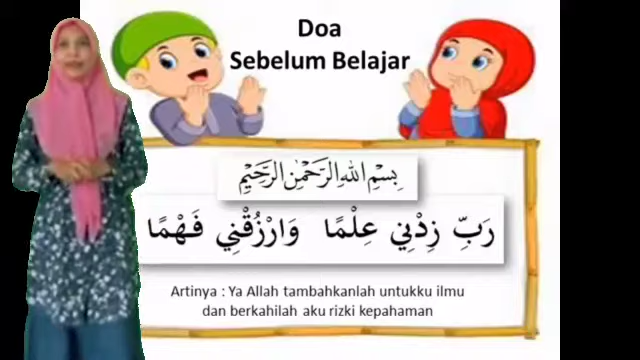 Doa
Sebelum Belajar
بِسْمِ اللهِ الرَّحْمٰنِ الرَّحِيْمِ
رَبِّ زِدْنِي عِلْمًا وَارْزُقْنِي فَهْمًا
Artinya : Ya Allah tambahkanlah untukku ilmu
dan berkahilah aku rizki kepahaman